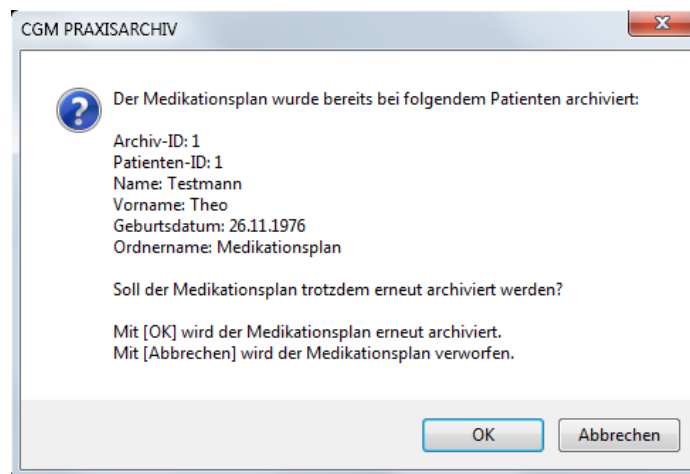 CGM PRAXISARCHIV
Der Medikationsplan wurde bereits bei folgendem Patienten archiviert:
Archiv-ID: 1
Patienten-ID: 1
Name: Testmann
Vorname: Theo
Geburtsdatum: 26.11.1976
Ordnername: Medikationsplan
Soll der Medikationsplan trotzdem erneut archiviert werden?
Mit [OK] wird der Medikationsplan erneut archiviert.
Mit [Abbrechen] wird der Medikationsplan verworfen.
OK Abbrechen